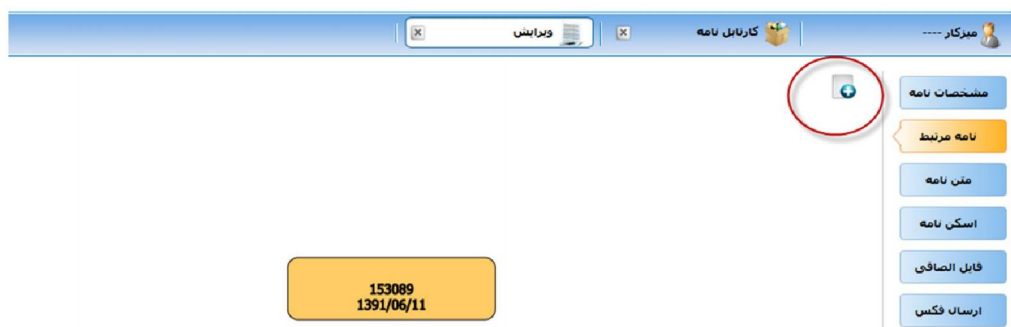 میزکار ----
کارتابل نامه
ویرایش
مشخصات نامه
نامه مرتبط
متن نامه
اسکن نامه
فایل الصاقی
ارسال فکس
153089
1391/06/11